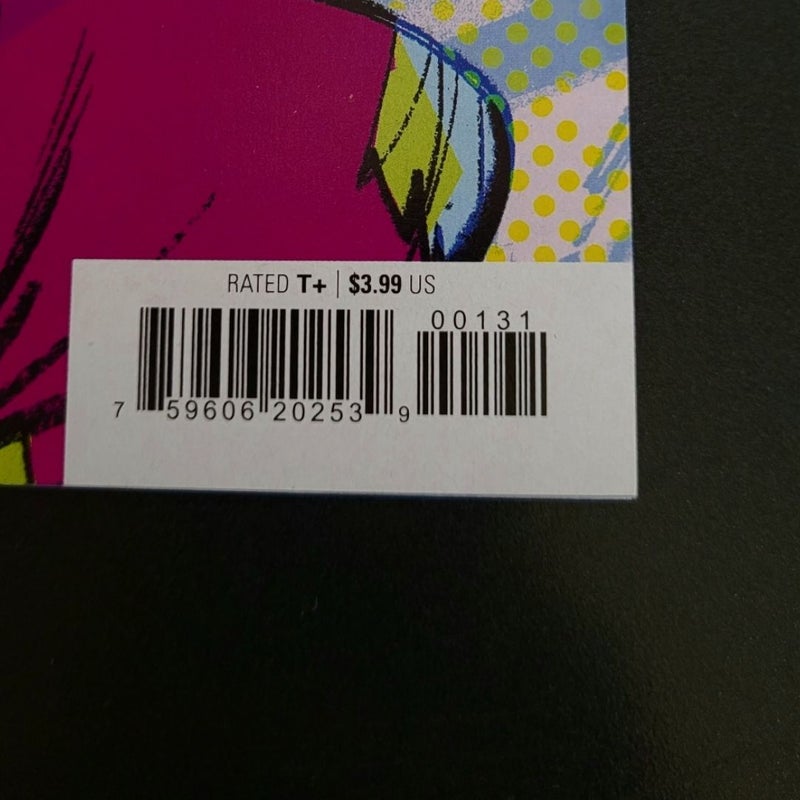 RATED T+ | $3.99 US
00131
7 59606 20253 9